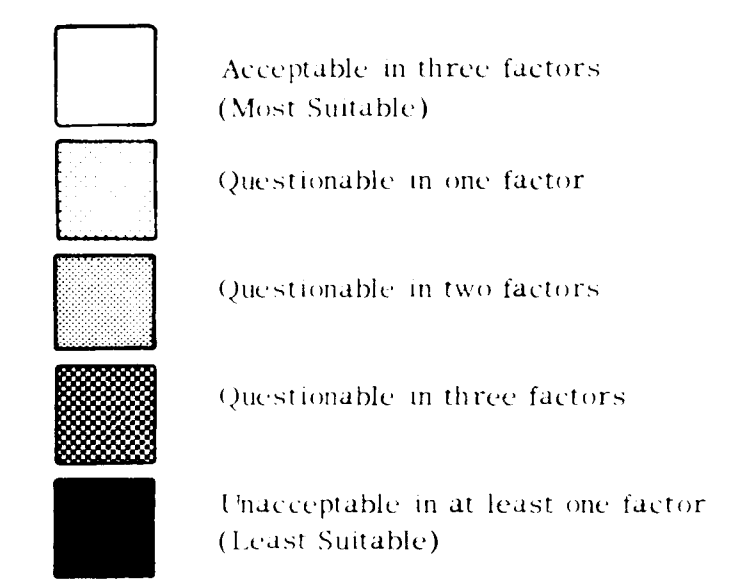 Acceptable in three factors
(Most Suitable)
Questionable in one factor
Questionable in two factors
Questionable in three factors
Unacceptable in at least one factor
(Least Suitable)